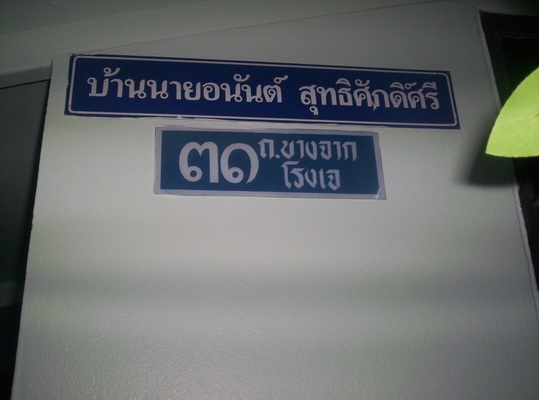 บ้านนายอนันต์ สุทธิศักดิ์ศรี
๓๑ ถ.บางจาก
โรงเจ